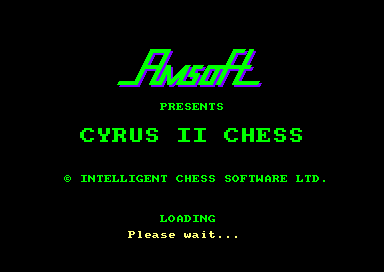 Amsoft
PRESENTS
CYRUS II CHESS
© INTELLIGENT CHESS SOFTWARE LTD.
LOADING
Please wait...